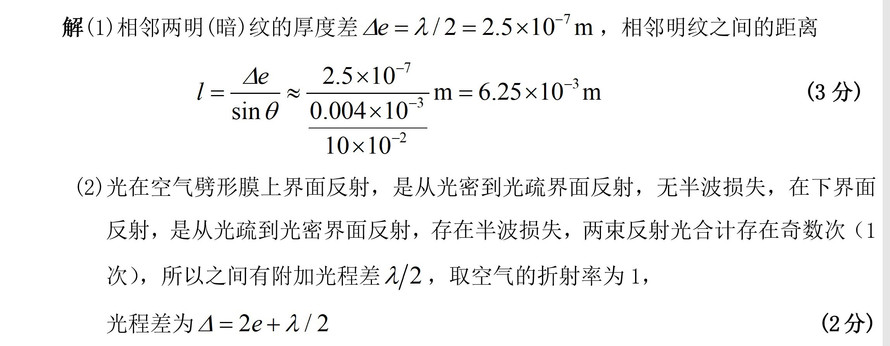 解(1)相邻两明(暗)纹的厚度差 Δe = λ / 2 = 2.5×10⁻⁷ m ，相邻明纹之间的距离
l = Δe / sin θ ≈ 2.5×10⁻⁷ / (0.004×10⁻³ / 10×10⁻²) m = 6.25×10⁻³ m (3 分)
(2)光在空气劈形膜上界面反射，是从光密到光疏界面反射，无半波损失，在下界面
反射，是从光疏到光密界面反射，存在半波损失，两束反射光合计存在奇数次（1
次），所以之间有附加光程差 λ/2 ，取空气的折射率为 1，
光程差为 Δ = 2e + λ / 2 (2 分)